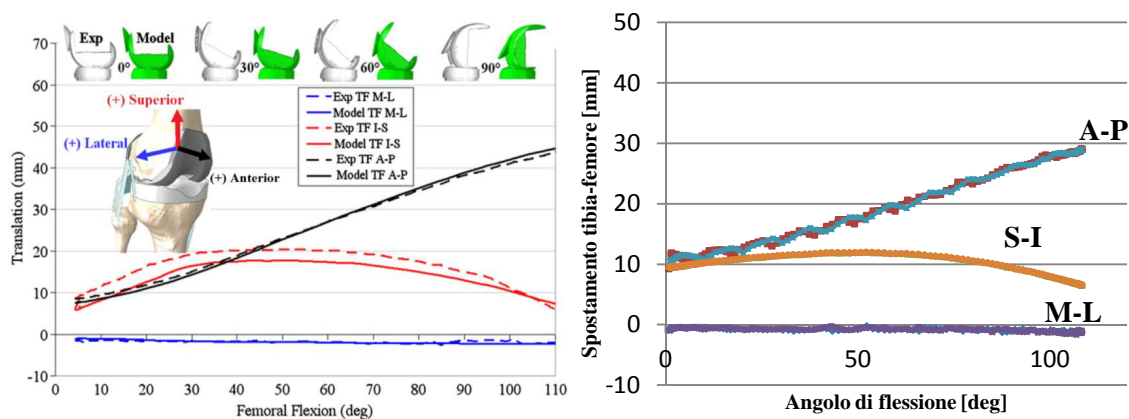 70
60
50
40
30
20
10
0
-10
Translation (mm)
Exp
Model
0°
30°
60°
90°
(+) Superior
(+) Lateral
(+) Anterior
Exp TF M-L
Model TF M-L
Exp TF I-S
Model TF I-S
Exp TF A-P
Model TF A-P
0 10 20 30 40 50 60 70 80 90 100 110
Femoral Flexion (deg)
50
40
30
20
10
0
-10
Spostamento tibia-femore [mm]
A-P
S-I
M-L
0 50 100
Angolo di flessione [deg]